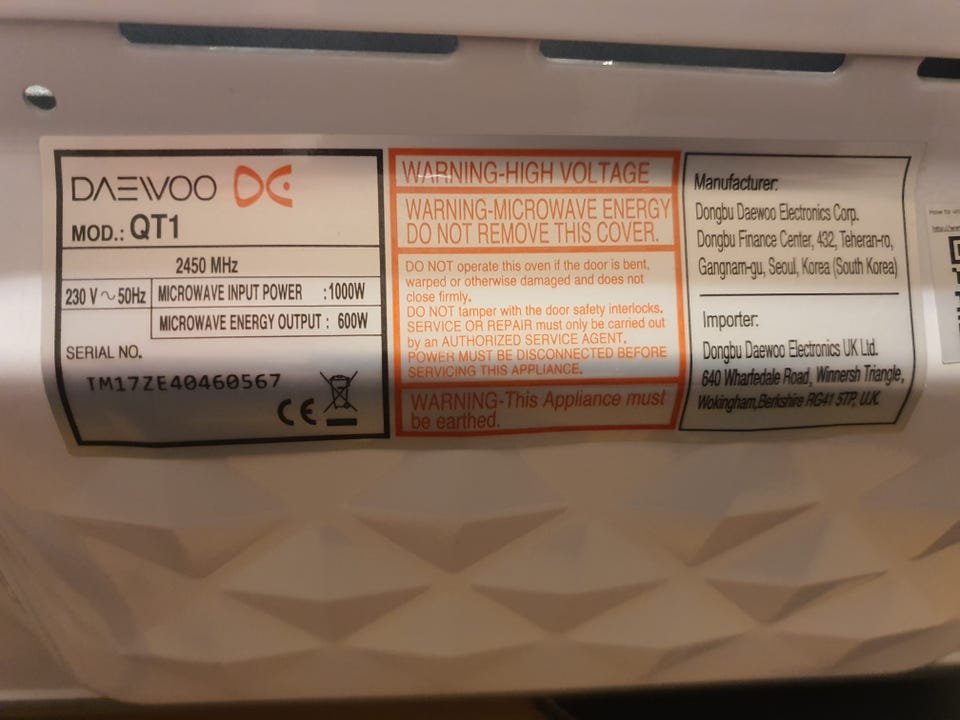 DAEWOO
MOD.: QT1
2450 MHz
230 V ~ 50Hz
MICROWAVE INPUT POWER :1000W
MICROWAVE ENERGY OUTPUT : 600W
SERIAL NO.
TM17ZE40460567
CE
WARNING-HIGH VOLTAGE
WARNING-MICROWAVE ENERGY
DO NOT REMOVE THIS COVER.
DO NOT operate this oven if the door is bent,
warped or otherwise damaged and does not
close firmly.
DO NOT tamper with the door safety interlocks.
SERVICE OR REPAIR must only be carried out
by an AUTHORIZED SERVICE AGENT.
POWER MUST BE DISCONNECTED BEFORE
SERVICING THIS APPLIANCE.
WARNING-This Appliance must
be earthed.
Manufacturer:
Dongbu Daewoo Electronics Corp.
Dongbu Finance Center, 432, Teheran-ro,
Gangnam-gu, Seoul, Korea (South Korea)
Importer:
Dongbu Daewoo Electronics UK Ltd.
640 Wharfedale Road, Winnersh Triangle,
Wokingham,Berkshire RG41 5TP, U.K.